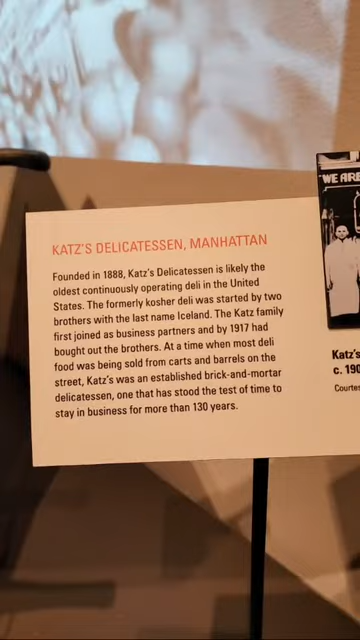 KATZ'S DELICATESSEN, MANHATTAN
Founded in 1888, Katz's Delicatessen is likely the
oldest continuously operating deli in the United
States. The formerly kosher deli was started by two
brothers with the last name Iceland. The Katz family
first joined as business partners and by 1917 had
bought out the brothers. At a time when most deli
food was being sold from carts and barrels on the
street, Katz's was an established brick-and-mortar
delicatessen, one that has stood the test of time to
stay in business for more than 130 years.
WE ARE
Katz's
c. 190